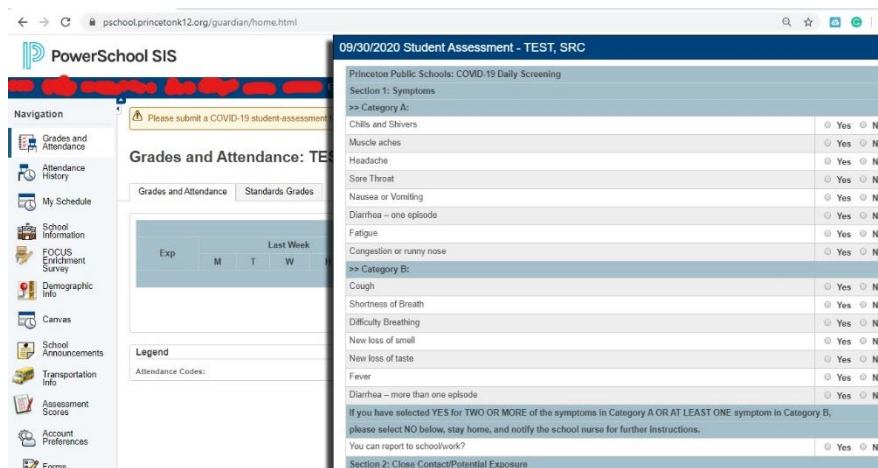 pschool.princetonk12.org/guardian/home.html
PowerSchool SIS
Navigation
Grades and
Attendance
Attendance
History
My Schedule
School
Information
FOCUS
Enrichment
Survey
Demographic
Info
Canvas
School
Announcements
Transportation
Info
Assessment
Scores
Account
Preferences
Forms
Please submit a COVID-19 student-assessment
Grades and Attendance: TES
Grades and Attendance
Standards Grades
Last Week
Exp
M T W
Legend
Attendance Codes:
09/30/2020 Student Assessment - TEST, SRC
Princeton Public Schools: COVID-19 Daily Screening
Section 1: Symptoms
>> Category A:
Chills and Shivers Yes N
Muscle aches Yes N
Headache Yes N
Sore Throat Yes N
Nausea or Vomiting Yes N
Diarrhea – one episode Yes N
Fatigue Yes N
Congestion or runny nose Yes N
>> Category B:
Cough Yes N
Shortness of Breath Yes N
Difficulty Breathing Yes N
New loss of smell Yes N
New loss of taste Yes N
Fever Yes N
Diarrhea – more than one episode Yes N
If you have selected YES for TWO OR MORE of the symptoms in Category A OR AT LEAST ONE symptom in Category B,
please select NO below, stay home, and notify the school nurse for further instructions.
You can report to school/work? Yes N
Section 2: Close Contact/Potential Exposure